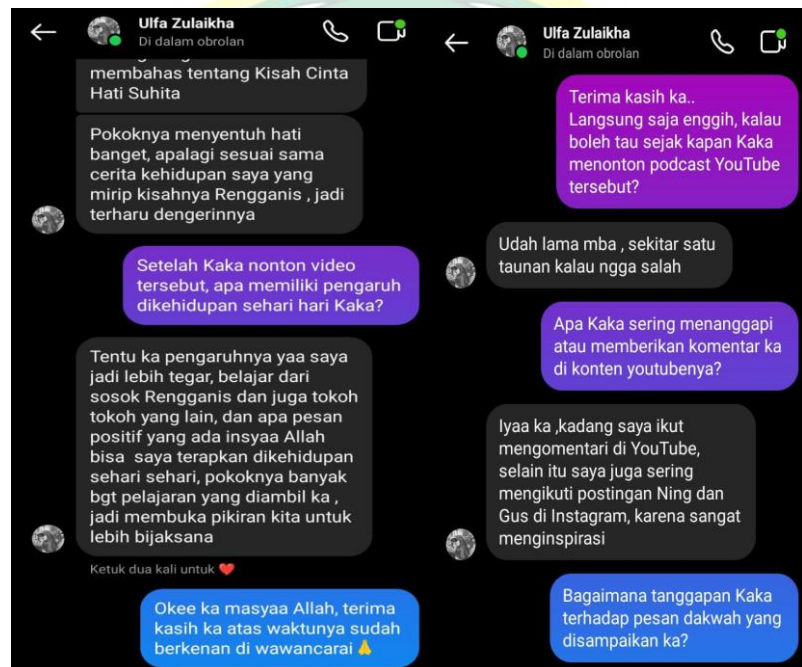 Ulfa Zulaikha
Di dalam obrolan
membahas tentang Kisah Cinta
Hati Suhita
Pokoknya menyentuh hati
banget, apalagi sesuai sama
cerita kehidupan saya yang
mirip kisahnya Rengganis , jadi
terharu dengerinnya
Setelah Kaka nonton video
tersebut, apa memiliki pengaruh
dikehidupan sehari hari Kaka?
Tentu ka pengaruhnya yaa saya
jadi lebih tegar, belajar dari
sosok Rengganis dan juga tokoh
tokoh yang lain, dan apa pesan
positif yang ada insyaa Allah
bisa saya terapkan dikehidupan
sehari sehari, pokoknya banyak
bgt pelajaran yang diambil ka ,
jadi membuka pikiran kita untuk
lebih bijaksana
Ketuk dua kali untuk ❤️
Okee ka masyaa Allah, terima
kasih ka atas waktunya sudah
berkenan di wawancarai 🙏
Ulfa Zulaikha
Di dalam obrolan
Terima kasih ka..
Langsung saja enggih, kalau
boleh tau sejak kapan Kaka
menonton podcast YouTube
tersebut?
Udah lama mba , sekitar satu
taunan kalau ngga salah
Apa Kaka sering menanggapi
atau memberikan komentar ka
di konten youtubenya?
Iyaa ka ,kadang saya ikut
mengomentari di YouTube,
selain itu saya juga sering
mengikuti postingan Ning dan
Gus di Instagram, karena sangat
menginspirasi
Bagaimana tanggapan Kaka
terhadap pesan dakwah yang
disampaikan ka?